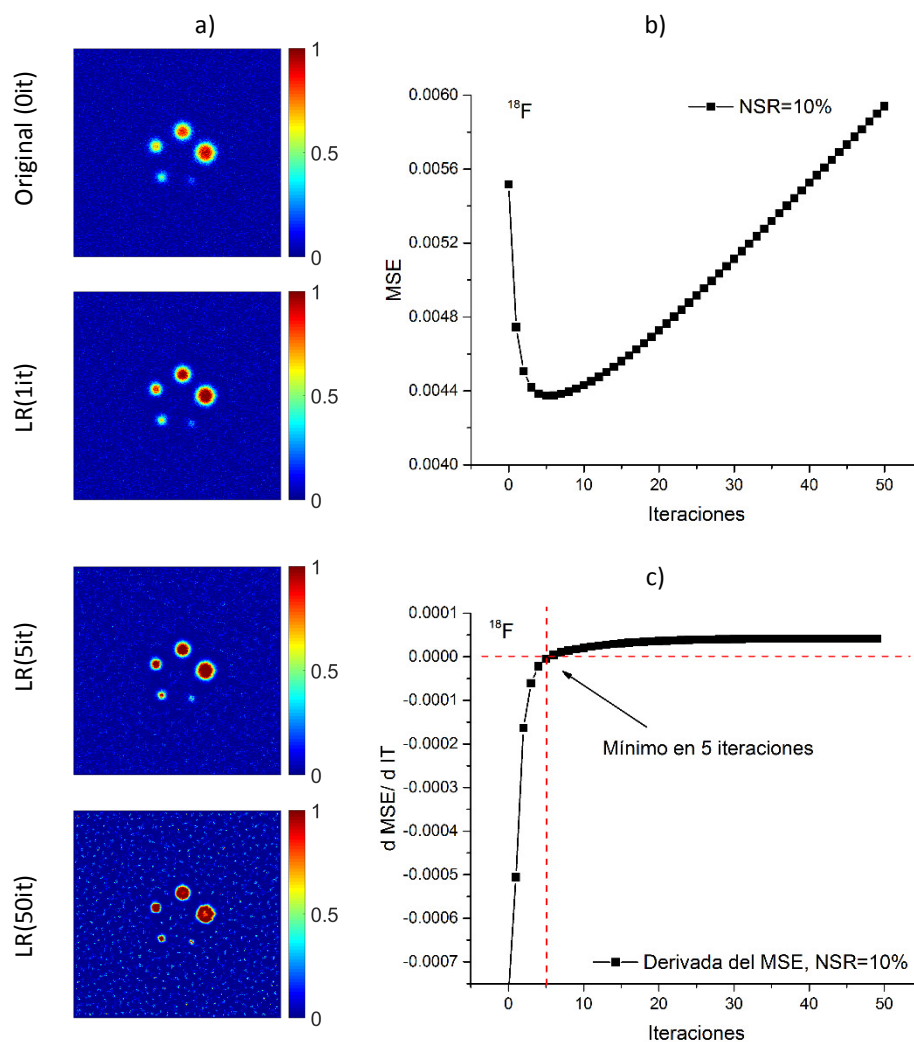 a)
Original (0it)
1
0.5
0
LR(1it)
1
0.5
0
LR(5it)
1
0.5
0
LR(50it)
1
0.5
0
b)
18F
NSR=10%
MSE
0.0060
0.0056
0.0052
0.0048
0.0044
0.0040
0 10 20 30 40 50
Iteraciones
c)
18F
d MSE/ d IT
0.0001
0.0000
-0.0001
-0.0002
-0.0003
-0.0004
-0.0005
-0.0006
-0.0007
Mínimo en 5 iteraciones
Derivada del MSE, NSR=10%
0 10 20 30 40 50
Iteraciones